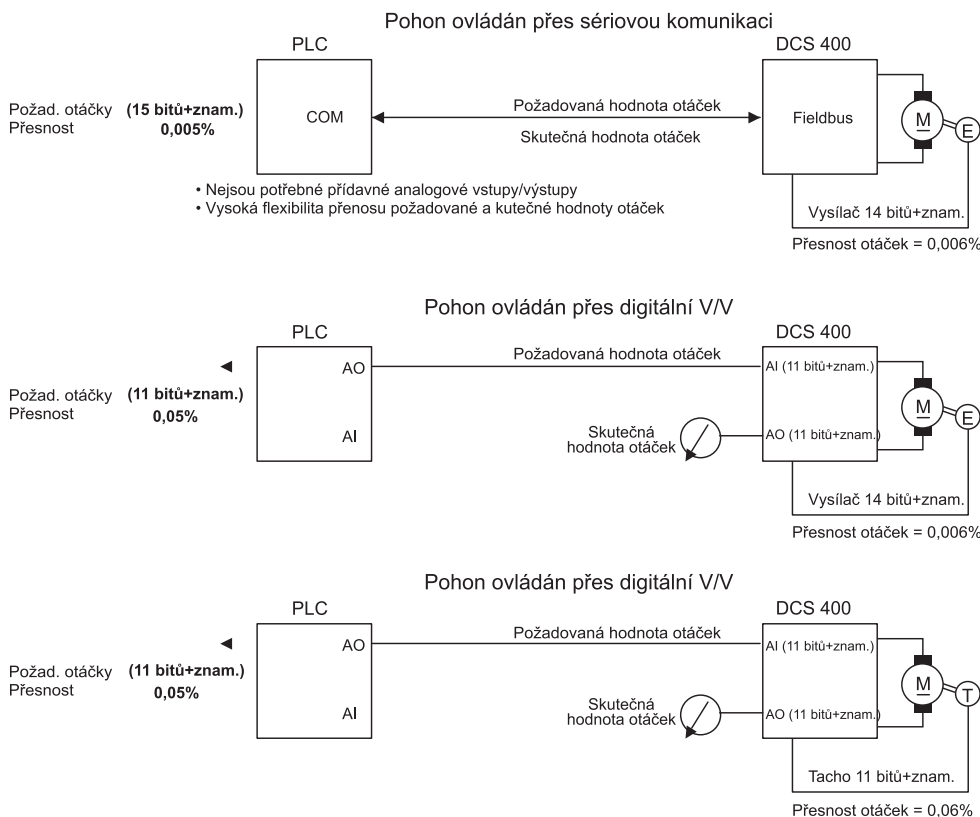 Pohon ovládán přes sériovou komunikaci
PLC
DCS 400
Požad. otáčky (15 bitů+znam.)
Přesnost 0,005%
COM
Požadovaná hodnota otáček
Skutečná hodnota otáček
Fieldbus
M
E
• Nejsou potřebné přídavné analogové vstupy/výstupy
• Vysoká flexibilita přenosu požadované a kutečné hodnoty otáček
Vysílač 14 bitů+znam.
Přesnost otáček = 0,006%
Pohon ovládán přes digitální V/V
PLC
DCS 400
Požad. otáčky (11 bitů+znam.)
Přesnost 0,05%
AO
AI
Požadovaná hodnota otáček
Skutečná
hodnota otáček
AI (11 bitů+znam.)
AO (11 bitů+znam.)
M
E
Vysílač 14 bitů+znam.
Přesnost otáček = 0,006%
Pohon ovládán přes digitální V/V
PLC
DCS 400
Požad. otáčky (11 bitů+znam.)
Přesnost 0,05%
AO
AI
Požadovaná hodnota otáček
Skutečná
hodnota otáček
AI (11 bitů+znam.)
AO (11 bitů+znam.)
M
T
Tacho 11 bitů+znam.
Přesnost otáček = 0,06%